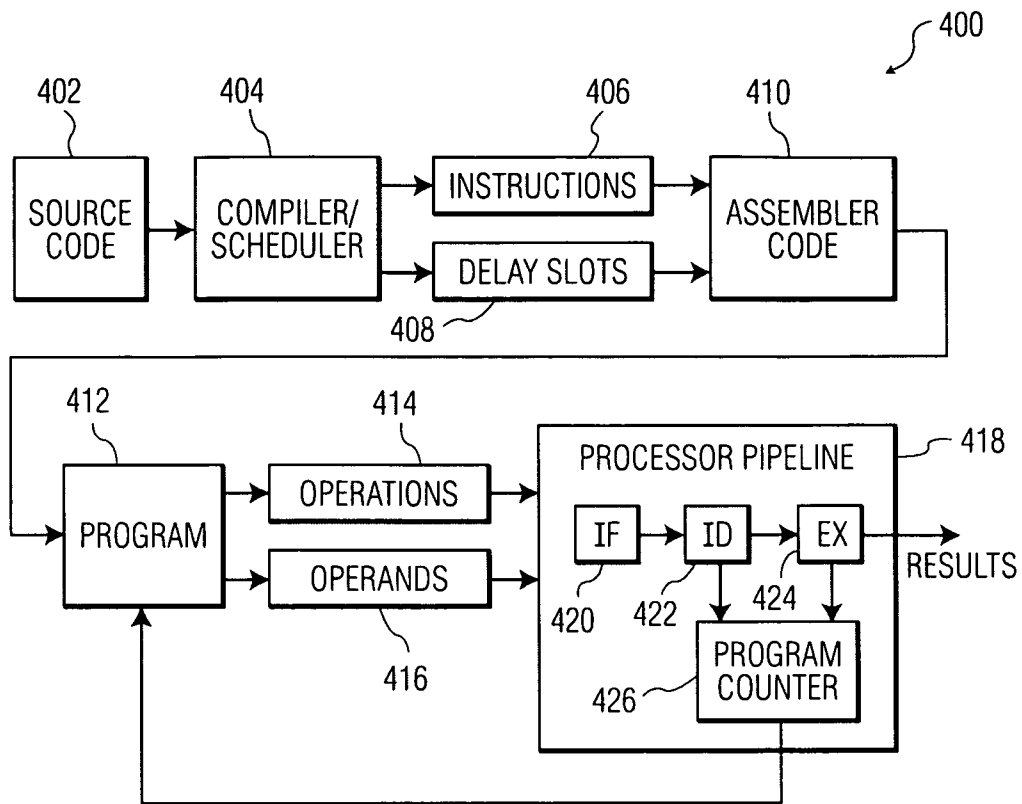 400
402
404
406
410
SOURCE
CODE
COMPILER/
SCHEDULER
INSTRUCTIONS
DELAY SLOTS
408
ASSEMBLER
CODE
412
414
418
PROGRAM
OPERATIONS
OPERANDS
416
PROCESSOR PIPELINE
IF
ID
EX
RESULTS
420
422
424
426
PROGRAM
COUNTER